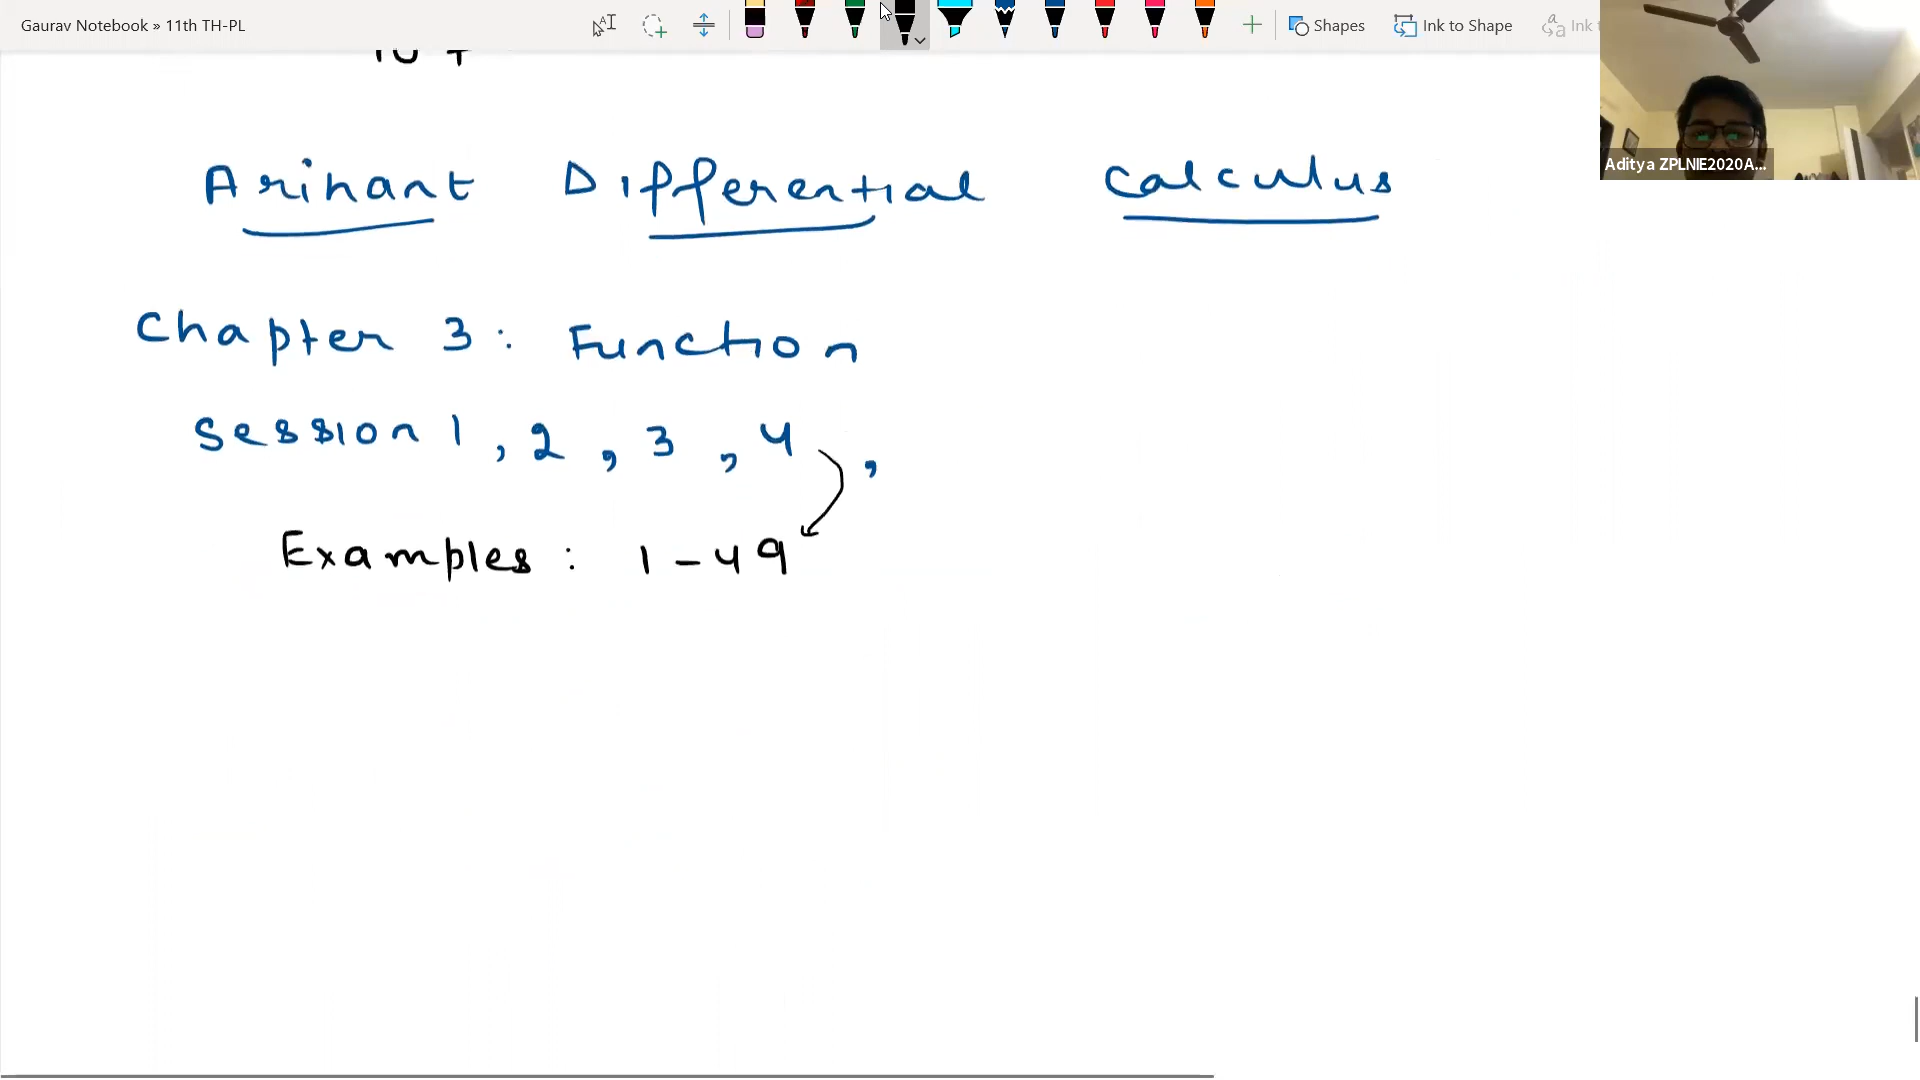 Gaurav Notebook » 11th TH-PL
Shapes
Ink to Shape
Ink
Aditya ZPLNIE2020A...
Arihant Differential Calculus
Chapter 3: Function
Session 1, 2, 3, 4,
Examples: 1-49